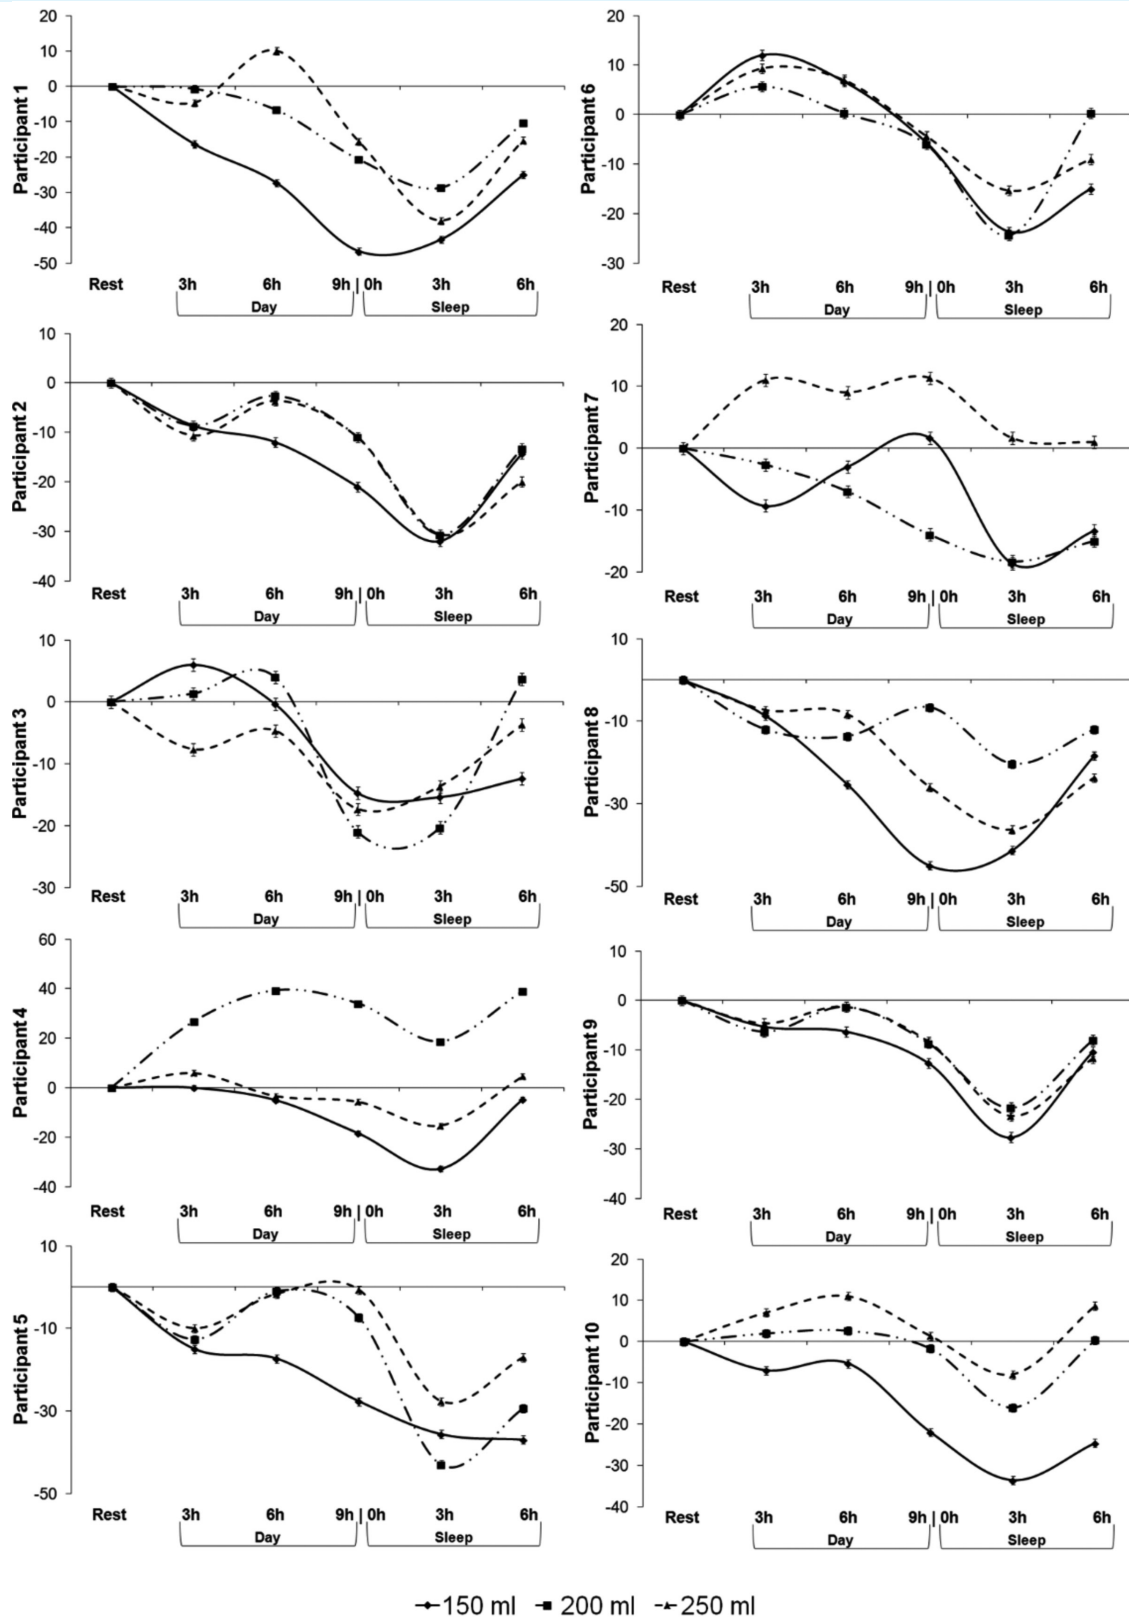 Participant 1
20
10
0
-10
-20
-30
-40
-50
Rest 3h 6h 9h | 0h 3h 6h
Day Sleep
Participant 6
20
10
0
-10
-20
-30
Rest 3h 6h 9h | 0h 3h 6h
Day Sleep
Participant 2
10
0
-10
-20
-30
-40
Rest 3h 6h 9h | 0h 3h 6h
Day Sleep
Participant 7
20
10
0
-10
-20
Rest 3h 6h 9h | 0h 3h 6h
Day Sleep
Participant 3
10
0
-10
-20
-30
Rest 3h 6h 9h | 0h 3h 6h
Day Sleep
Participant 8
10
-10
-30
-50
Rest 3h 6h 9h | 0h 3h 6h
Day Sleep
Participant 4
60
40
20
0
-20
-40
Rest 3h 6h 9h | 0h 3h 6h
Day Sleep
Participant 9
10
0
-10
-20
-30
-40
Rest 3h 6h 9h | 0h 3h 6h
Day Sleep
Participant 5
10
-10
-30
-50
Rest 3h 6h 9h | 0h 3h 6h
Day Sleep
Participant 10
20
10
0
-10
-20
-30
-40
Rest 3h 6h 9h | 0h 3h 6h
Day Sleep
150 ml 200 ml 250 ml